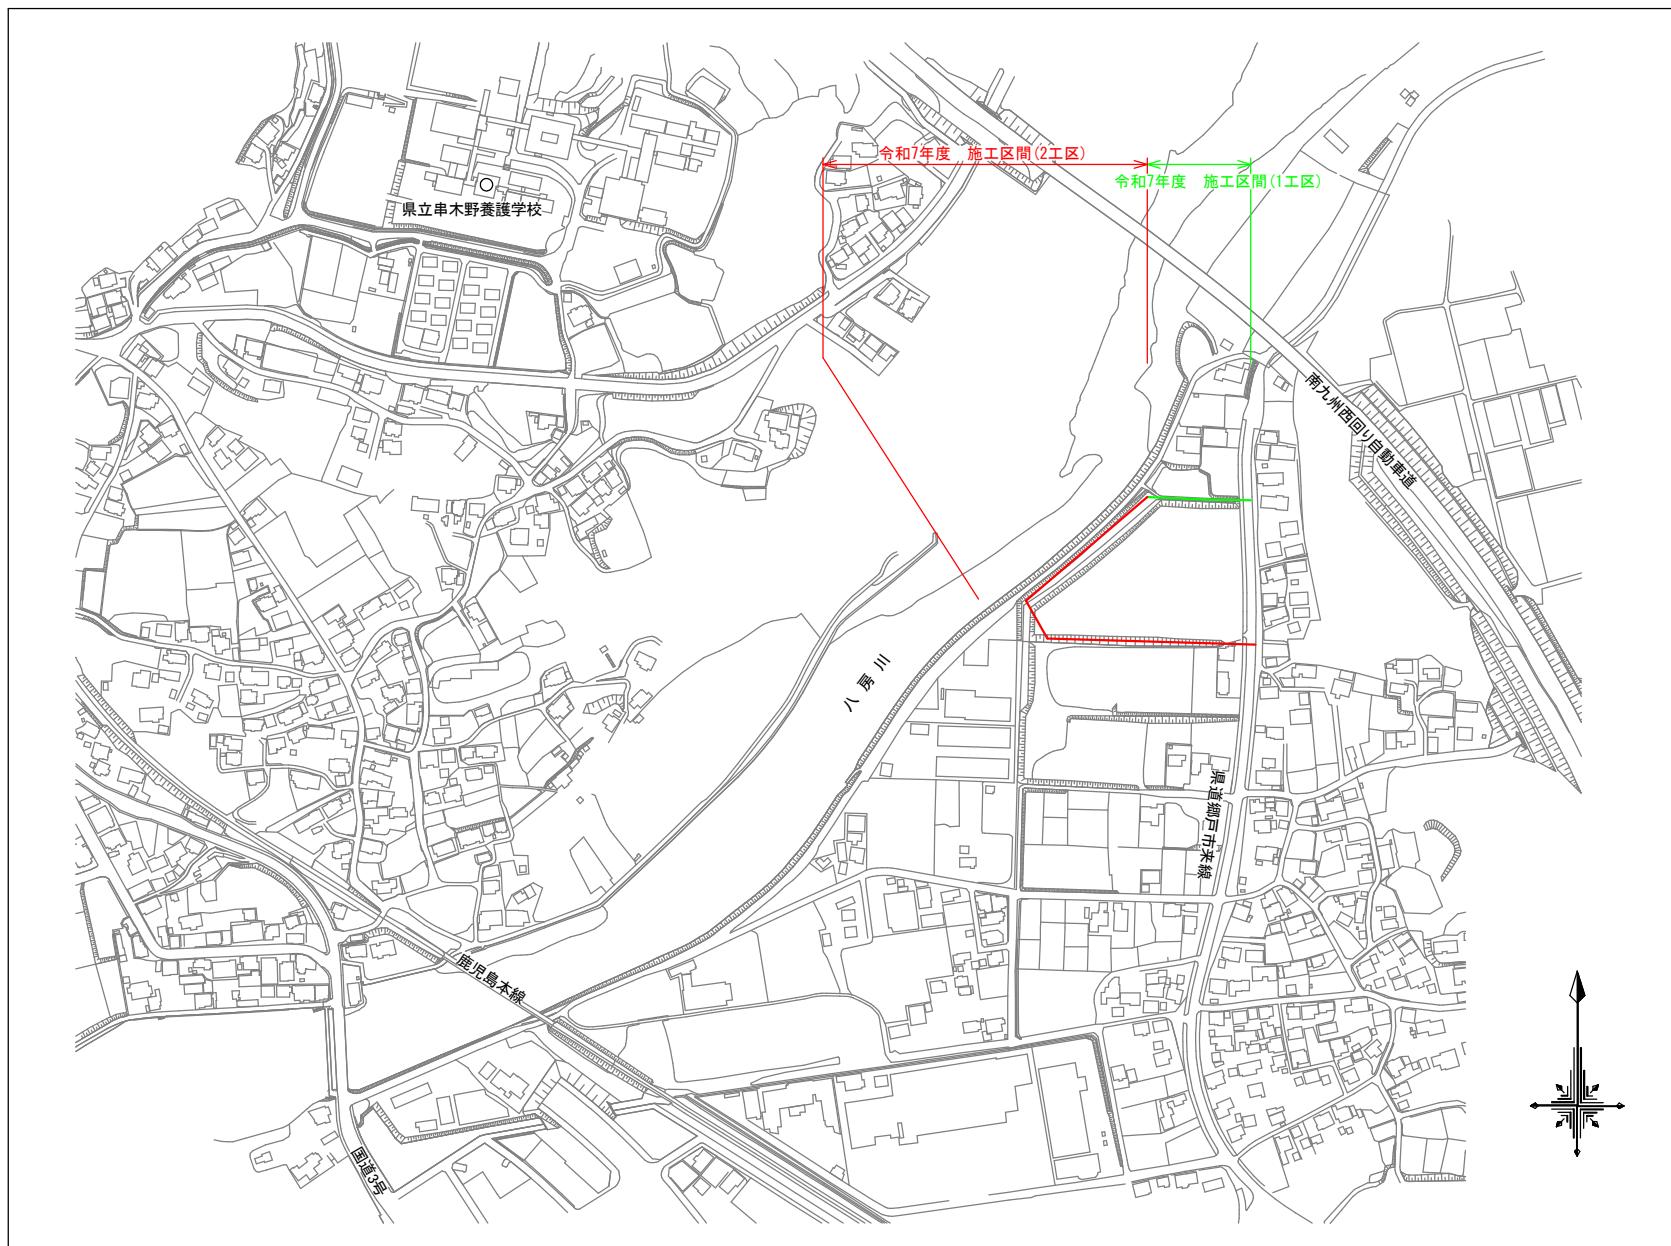 令和7年度　施工区間(2工区)
令和7年度　施工区間(1工区)
県立串木野養護学校
南九州西回り自動車道
八房川
県道郷戸市来線
鹿児島本線
国道3号